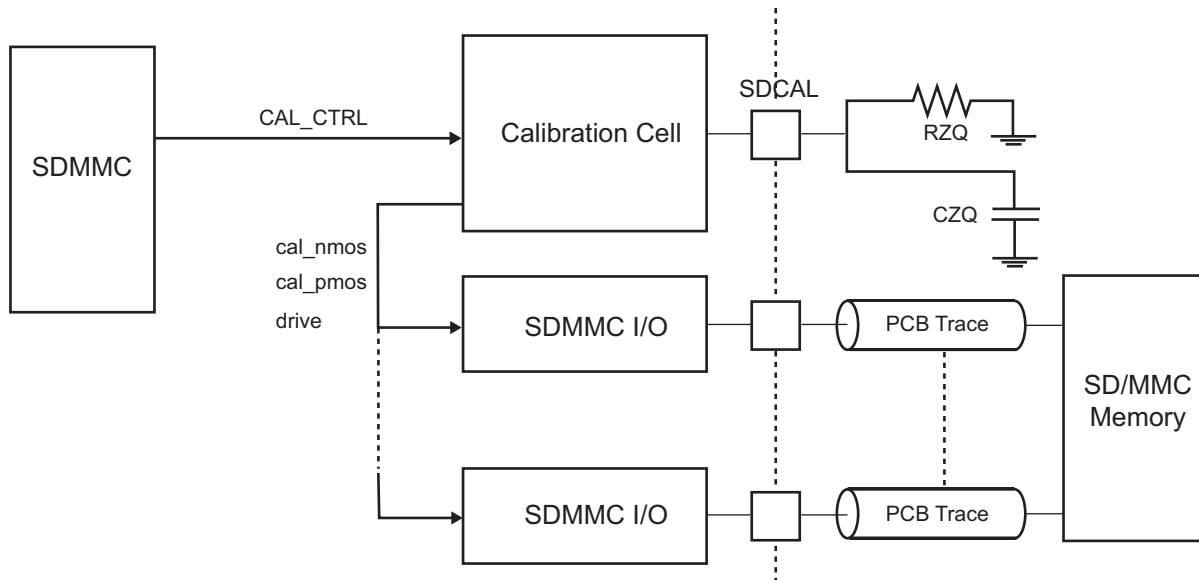 SDMMC
CAL_CTRL
Calibration Cell
SDCAL
RZQ
CZQ
cal_nmos
cal_pmos
drive
SDMMC I/O
PCB Trace
SD/MMC
Memory
SDMMC I/O
PCB Trace